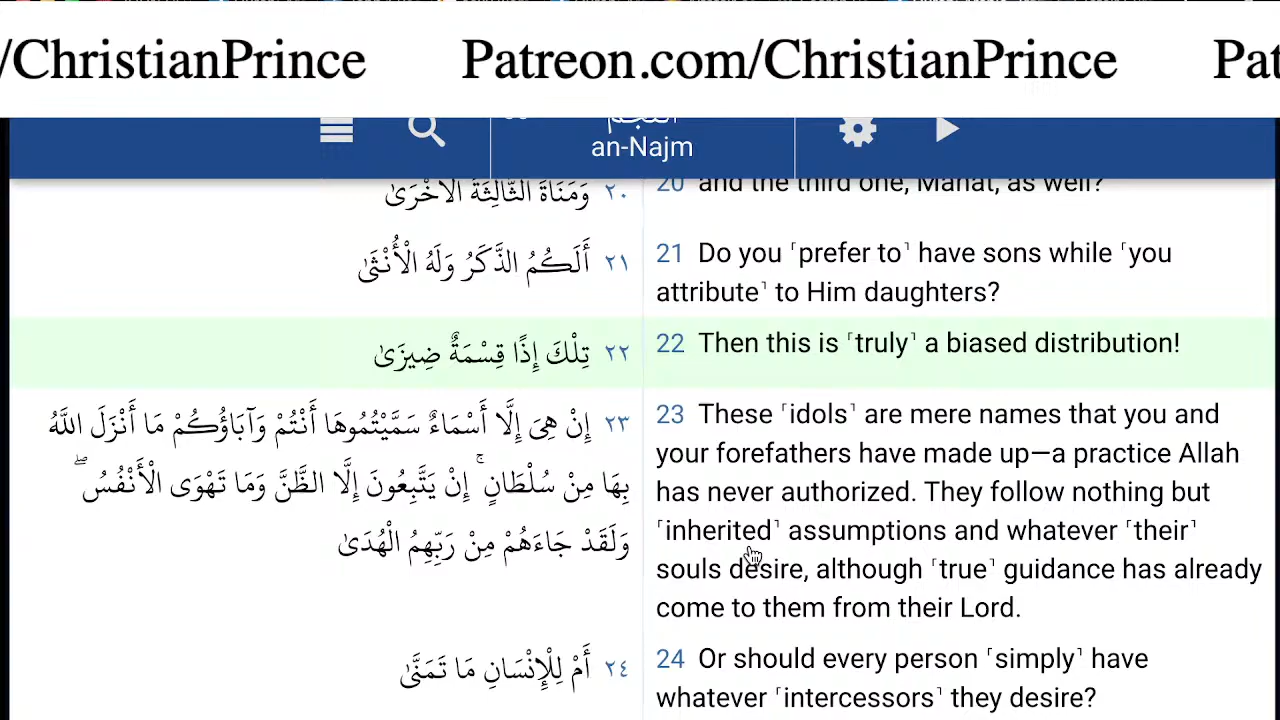 /ChristianPrince Patreon.com/ChristianPrince Pat
an-Najm
وَمَنَاةَ الثَّالِثَةَ الْأُخْرَىٰ ٢٠
20 and the third one, Manat, as well?
أَلَكُمُ الذَّكَرُ وَلَهُ الْأُنْثَىٰ ٢١
21 Do you ⸢prefer to⸣ have sons while ⸢you
attribute⸣ to Him daughters?
تِلْكَ إِذًا قِسْمَةٌ ضِيزَىٰ ٢٢
22 Then this is ⸢truly⸣ a biased distribution!
إِنْ هِىَ إِلَّا أَسْمَاءٌ سَمَّيْتُمُوهَا أَنْتُمْ وَآبَاؤُكُمْ مَا أَنْزَلَ اللَّهُ ٢٣
بِهَا مِنْ سُلْطَانٍ ۚ إِنْ يَتَّبِعُونَ إِلَّا الظَّنَّ وَمَا تَهْوَى الْأَنْفُسُ ۖ
وَلَقَدْ جَاءَهُمْ مِنْ رَبِّهِمُ الْهُدَىٰ
23 These ⸢idols⸣ are mere names that you and
your forefathers have made up—a practice Allah
has never authorized. They follow nothing but
⸢inherited⸣ assumptions and whatever ⸢their⸣
souls desire, although ⸢true⸣ guidance has already
come to them from their Lord.
أَمْ لِلْإِنْسَانِ مَا تَمَنَّىٰ ٢٤
24 Or should every person ⸢simply⸣ have
whatever ⸢intercessors⸣ they desire?